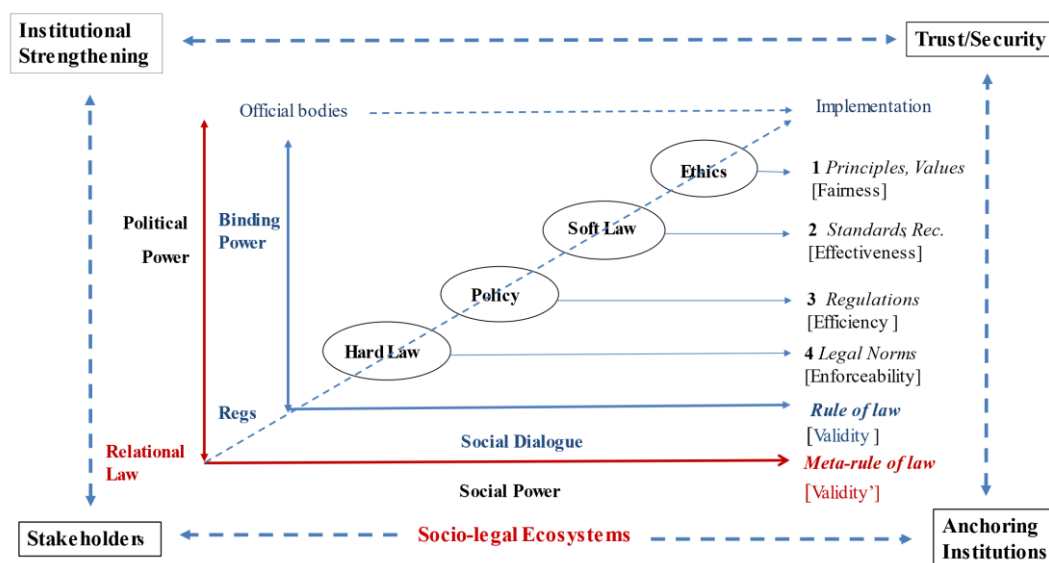 Institutional
Strengthening
Trust/Security
Official bodies
Implementation
Ethics
1 Principles, Values
[Fairness]
Political
Power
Binding
Power
Soft Law
2 Standards, Rec.
[Effectiveness]
Policy
3 Regulations
[Efficiency ]
Hard Law
4 Legal Norms
[Enforceability]
Regs
Rule of law
[Validity ]
Relational
Law
Social Dialogue
Meta-rule of law
[Validity’]
Social Power
Stakeholders
Socio-legal Ecosystems
Anchoring
Institutions